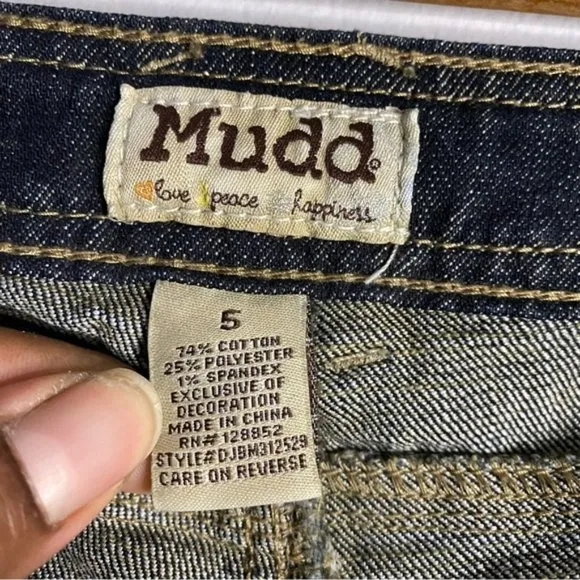 Mudd®
love peace happiness
5
74% COTTON
25% POLYESTER
1% SPANDEX
EXCLUSIVE OF
DECORATION
MADE IN CHINA
RN# 128852
STYLE#DJBM312529
CARE ON REVERSE